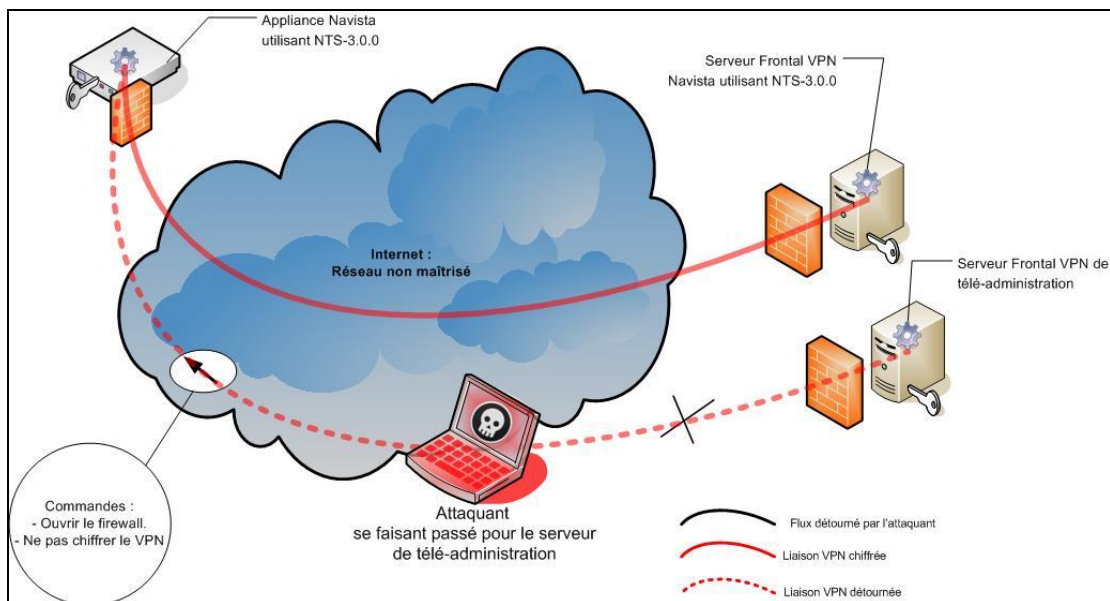 Appliance Navista
utilisant NTS-3.0.0
Serveur Frontal VPN
Navista utilisant NTS-3.0.0
Internet :
Réseau non maîtrisé
Serveur Frontal VPN de
télé-administration
Commandes :
- Ouvrir le firewall.
- Ne pas chiffrer le VPN
Attaquant
se faisant passé pour le serveur
de télé-administration
Flux détourné par l'attaquant
Liaison VPN chiffrée
Liaison VPN détournée